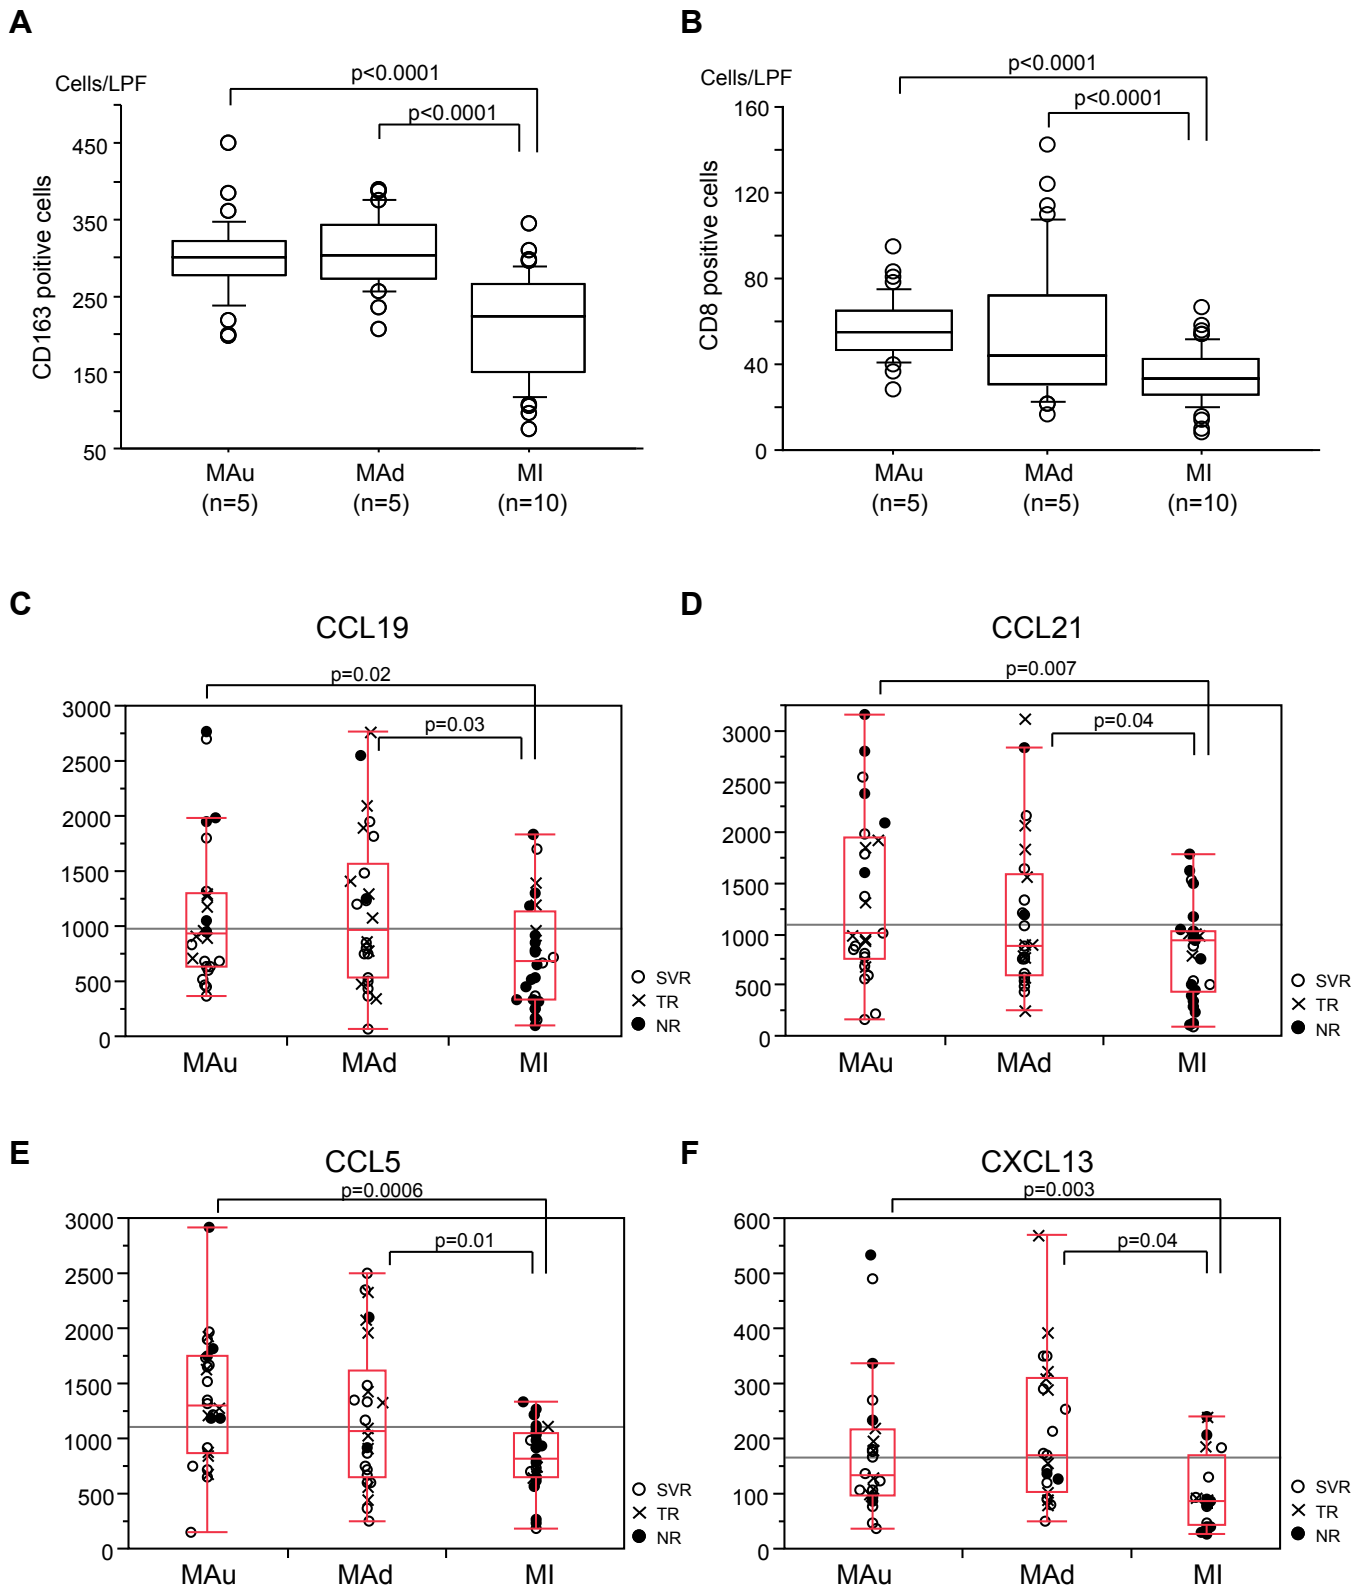 A
Cells/LPF
p<0.0001
p<0.0001
CD163 poitive cells
450
350
250
150
50
MAu
(n=5)
MAd
(n=5)
MI
(n=10)
B
Cells/LPF
p<0.0001
p<0.0001
CD8 positive cells
160
120
80
40
0
MAu
(n=5)
MAd
(n=5)
MI
(n=10)
C
CCL19
p=0.02
p=0.03
3000
2500
2000
1500
1000
500
0
MAu
MAd
MI
SVR
TR
NR
D
CCL21
p=0.007
p=0.04
3000
2500
2000
1500
1000
500
0
MAu
MAd
MI
SVR
TR
NR
E
CCL5
p=0.0006
p=0.01
3000
2500
2000
1500
1000
500
0
MAu
MAd
MI
SVR
TR
NR
F
CXCL13
p=0.003
p=0.04
600
500
400
300
200
100
0
MAu
MAd
MI
SVR
TR
NR